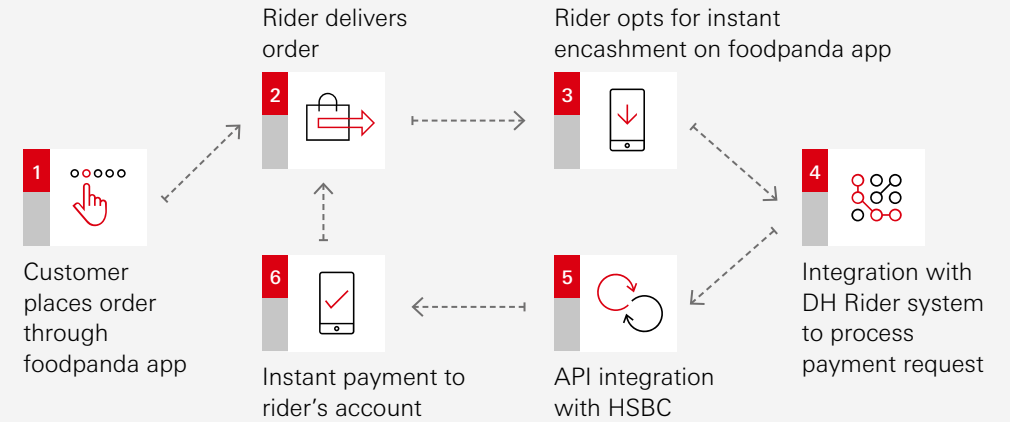 1
Customer
places order
through
foodpanda app
Rider delivers
order
2
Rider opts for instant
encashment on foodpanda app
3
4
Integration with
DH Rider system
to process
payment request
5
API integration
with HSBC
6
Instant payment to
rider's account